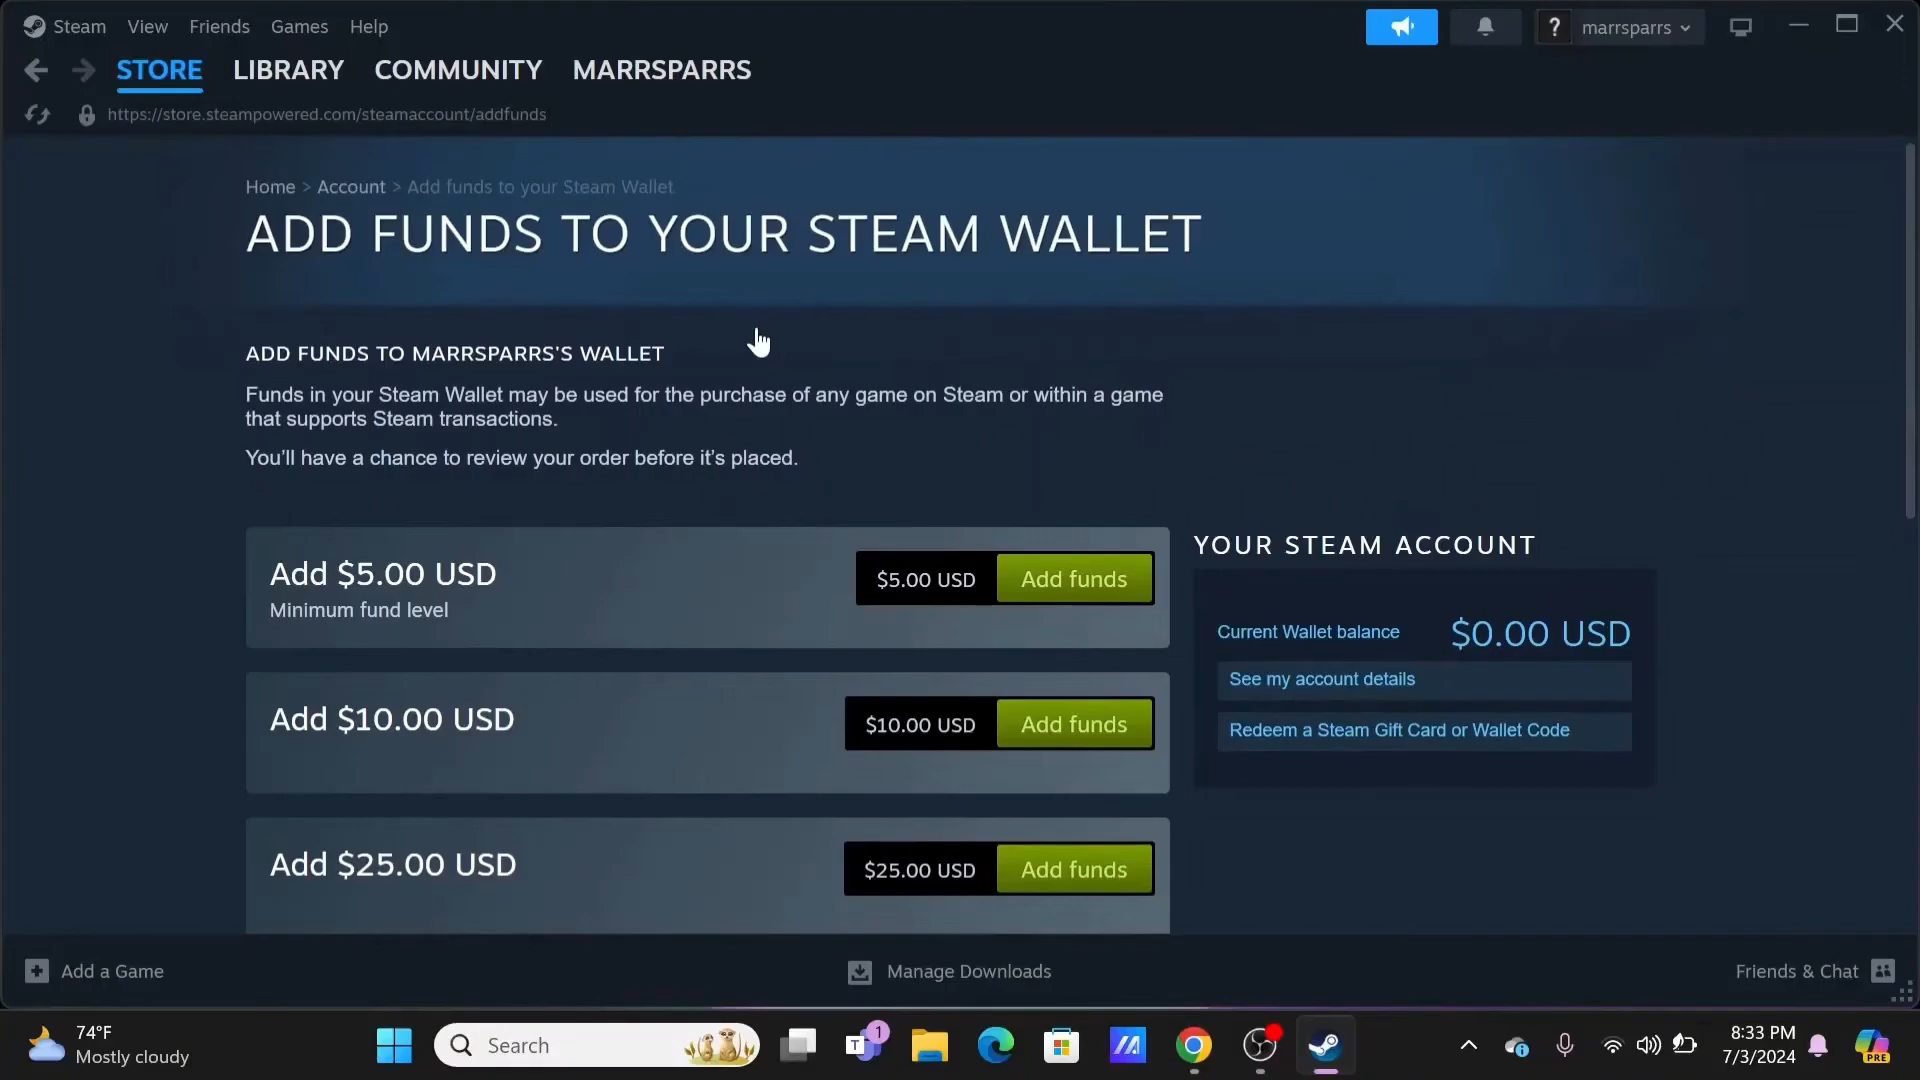 Steam View Friends Games Help
? marrsparrs
STORE LIBRARY COMMUNITY MARRSPARRS
https://store.steampowered.com/steamaccount/addfunds
Home > Account > Add funds to your Steam Wallet
ADD FUNDS TO YOUR STEAM WALLET
ADD FUNDS TO MARRSPARRS'S WALLET
Funds in your Steam Wallet may be used for the purchase of any game on Steam or within a game
that supports Steam transactions.
You'll have a chance to review your order before it's placed.
Add $5.00 USD
Minimum fund level
$5.00 USD Add funds
Add $10.00 USD
$10.00 USD Add funds
Add $25.00 USD
$25.00 USD Add funds
YOUR STEAM ACCOUNT
Current Wallet balance $0.00 USD
See my account details
Redeem a Steam Gift Card or Wallet Code
Add a Game
Manage Downloads
Friends & Chat
74°F
Mostly cloudy
Search
T
1
PRE
8:33 PM
7/3/2024